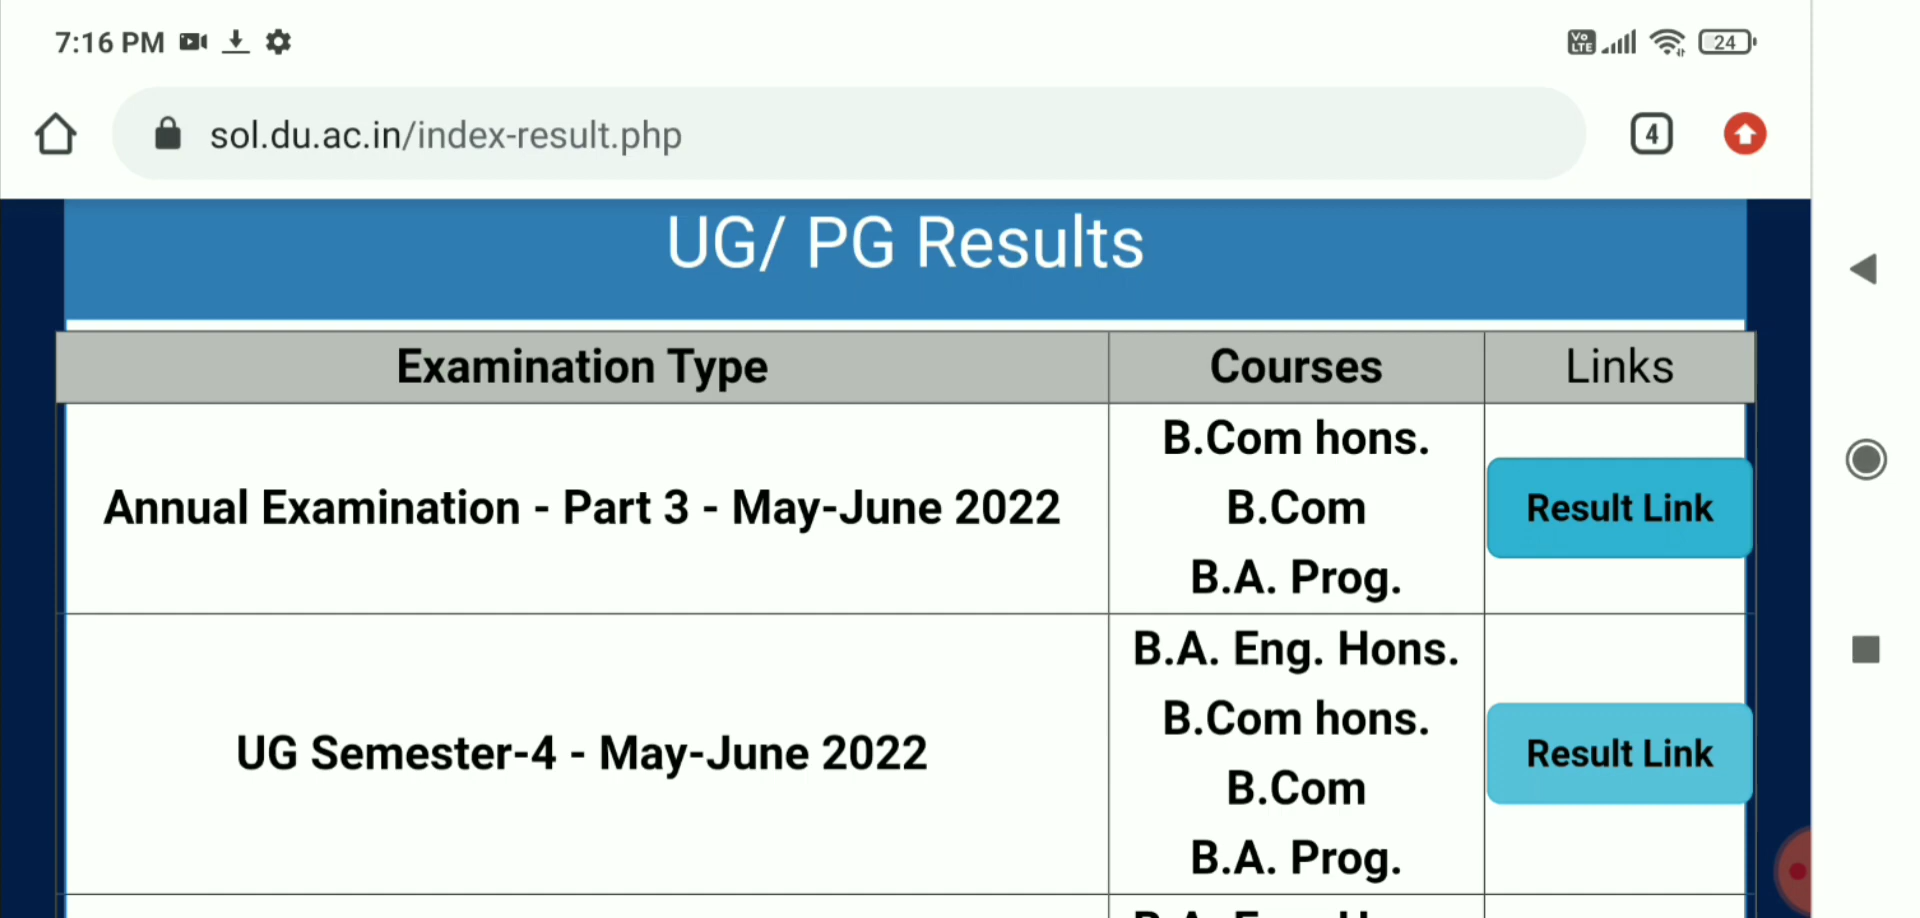 7:16 PM
Vo LTE
24
sol.du.ac.in/index-result.php
4
UG/ PG Results
Examination Type
Courses
Links
Annual Examination - Part 3 - May-June 2022
B.Com hons.
B.Com
B.A. Prog.
Result Link
UG Semester-4 - May-June 2022
B.A. Eng. Hons.
B.Com hons.
B.Com
B.A. Prog.
Result Link